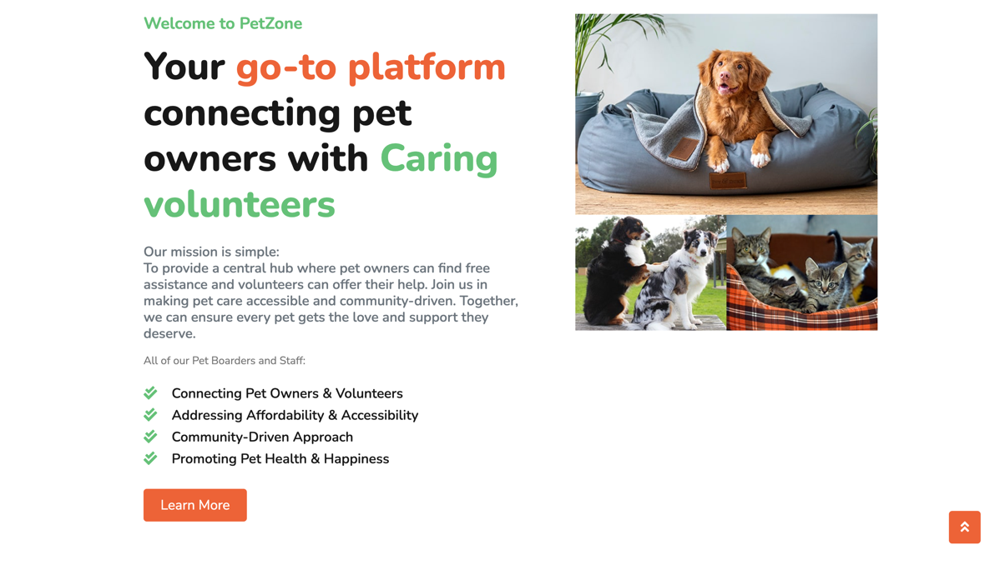 Welcome to PetZone
Your go-to platform
connecting pet
owners with Caring
volunteers
Our mission is simple:
To provide a central hub where pet owners can find free
assistance and volunteers can offer their help. Join us in
making pet care accessible and community-driven. Together,
we can ensure every pet gets the love and support they
deserve.
All of our Pet Boarders and Staff:
Connecting Pet Owners & Volunteers
Addressing Affordability & Accessibility
Community-Driven Approach
Promoting Pet Health & Happiness
Learn More